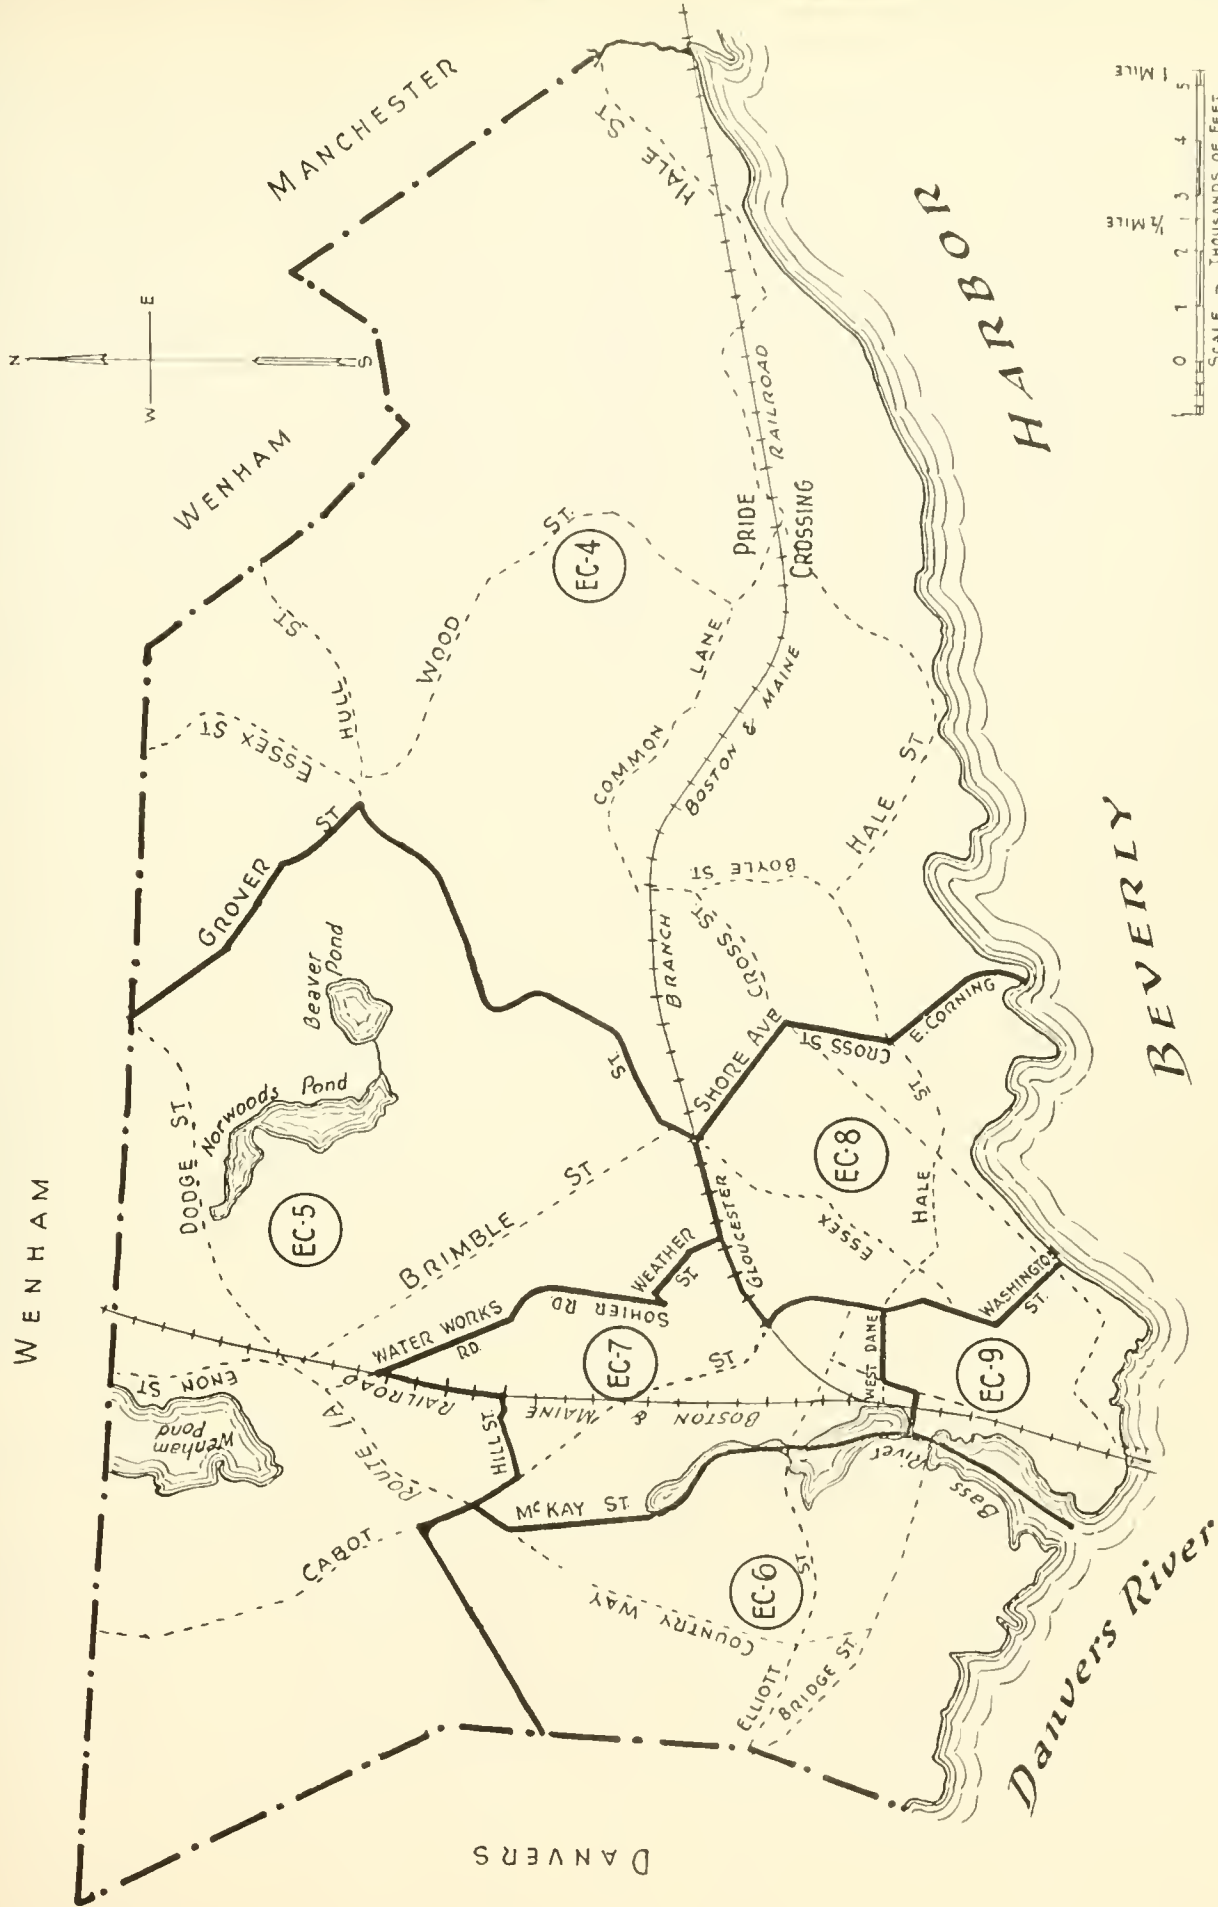 WENHAM
WENHAM
MANCHESTER
DANVERS
N
W
E
S
GROVER ST
ESSEX ST
HULL ST.
WOOD ST.
HALE ST
EC-4
Beaver Pond
Norwoods Pond
DODGE ST
EC-5
BRIMBLE ST
ST.
ENON ST
Wenham Pond
ROUTE 1A
CABOT
RAILROAD
WATER WORKS RD.
SOHIER RD.
WEATHER ST.
HILL ST.
EC-7
ST.
BOSTON & MAINE
MCKAY ST.
COUNTRY WAY
EC-6
ELLIOTT ST
BRIDGE ST.
COMMON LANE
PRIDE CROSSING
BOSTON & MAINE RAILROAD
GLOUCESTER BRANCH
BOYLE ST.
CROSS ST
HALE ST
SHORE AVE
CROSS ST
E. CORNING ST
EC-8
HALE
ESSEX
WASHINGTON ST.
WEST DANE
EC-9
Bass River
Danvers River
BEVERLY HARBOR
1 0 1 2 3 4 5
½ MILE 1 MILE
THOUSANDS OF FEET